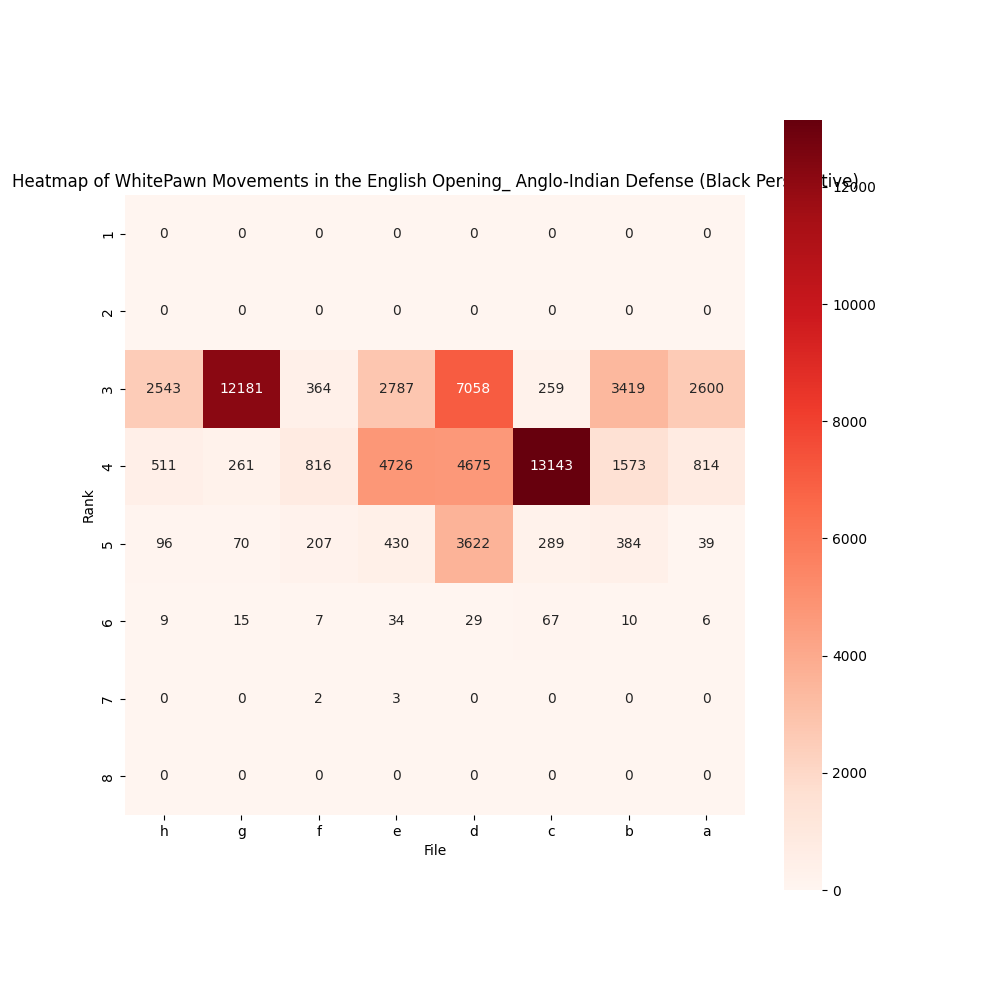 Heatmap of WhitePawn Movements in the English Opening_ Anglo-Indian Defense (Black
12000
1 0 0 0 0 0 0 0 0
2 0 0 0 0 0 0 0 0
10000
3 2543 12181 364 2787 7058 259 3419 2600
8000
4 511 261 816 4726 4675 13143 1573 814
Rank
5 96 70 207 430 3622 289 384 39
6000
6 9 15 7 34 29 67 10 6
4000
7 0 0 2 3 0 0 0 0
8 0 0 0 0 0 0 0 0
2000
h g f e d c b a
File
0